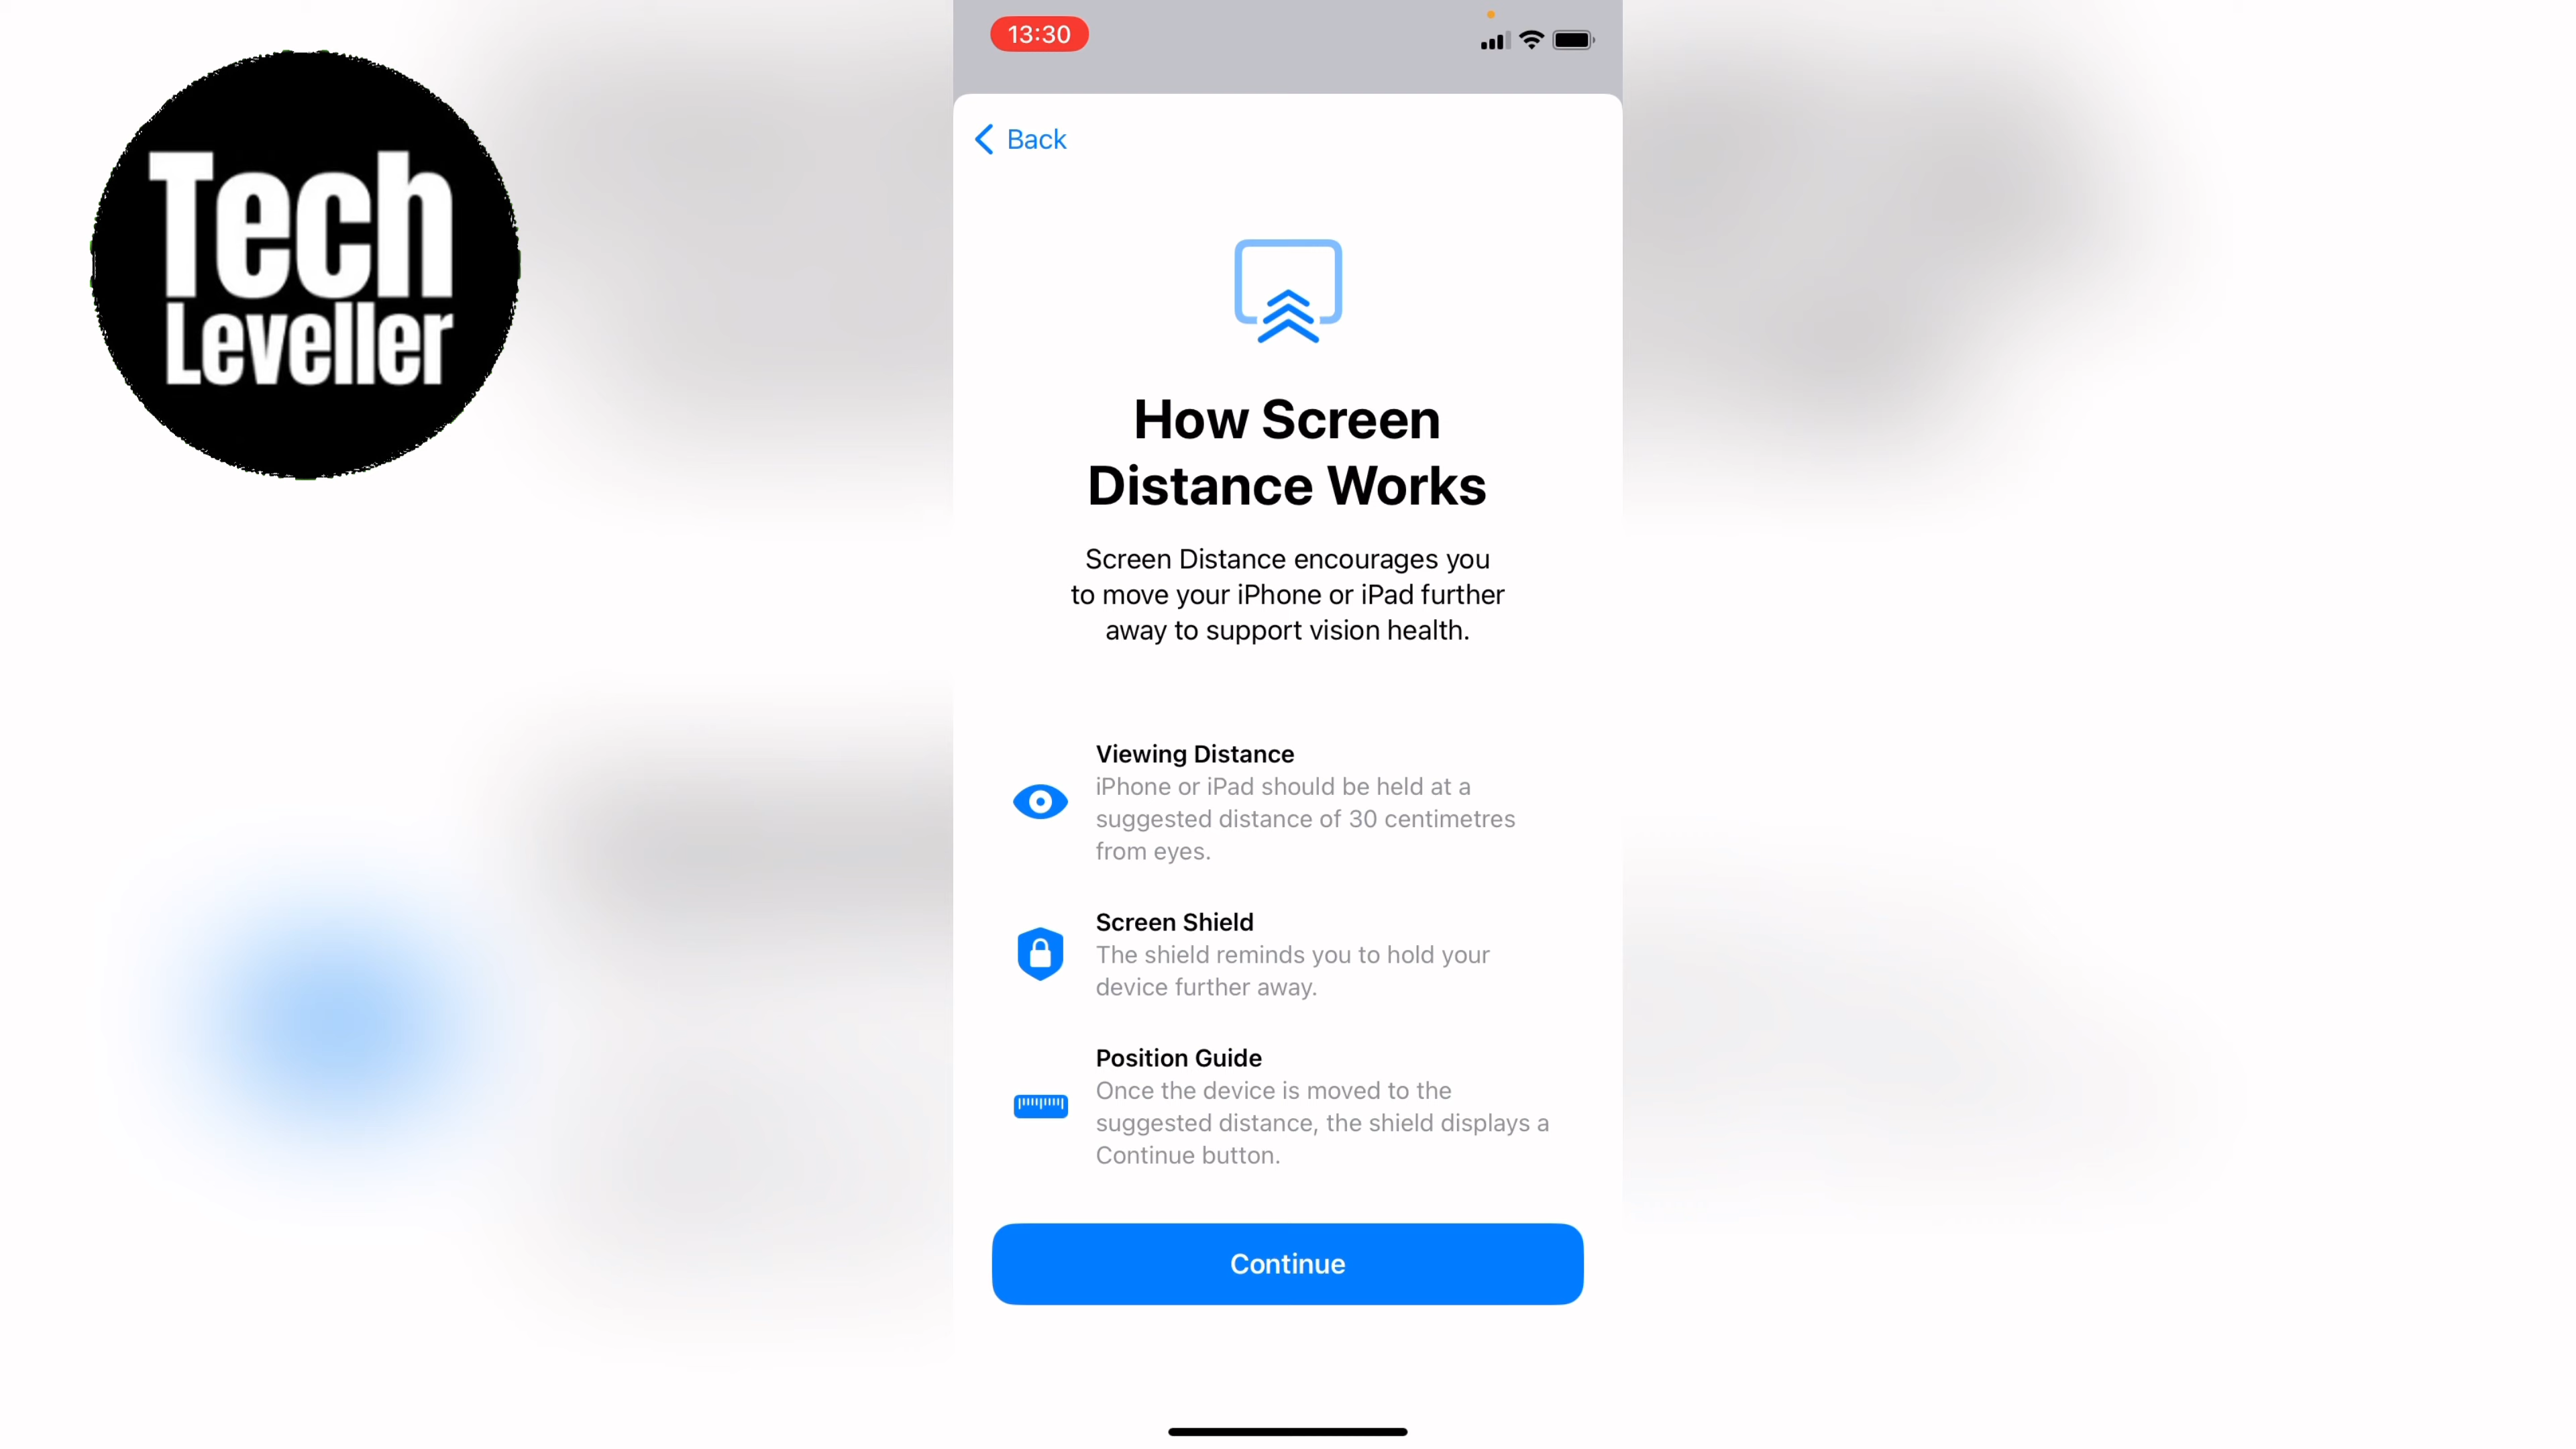 Tech
Leveller
13:30
Back
How Screen
Distance Works
Screen Distance encourages you
to move your iPhone or iPad further
away to support vision health.
Viewing Distance
iPhone or iPad should be held at a
suggested distance of 30 centimetres
from eyes.
Screen Shield
The shield reminds you to hold your
device further away.
Position Guide
Once the device is moved to the
suggested distance, the shield displays a
Continue button.
Continue